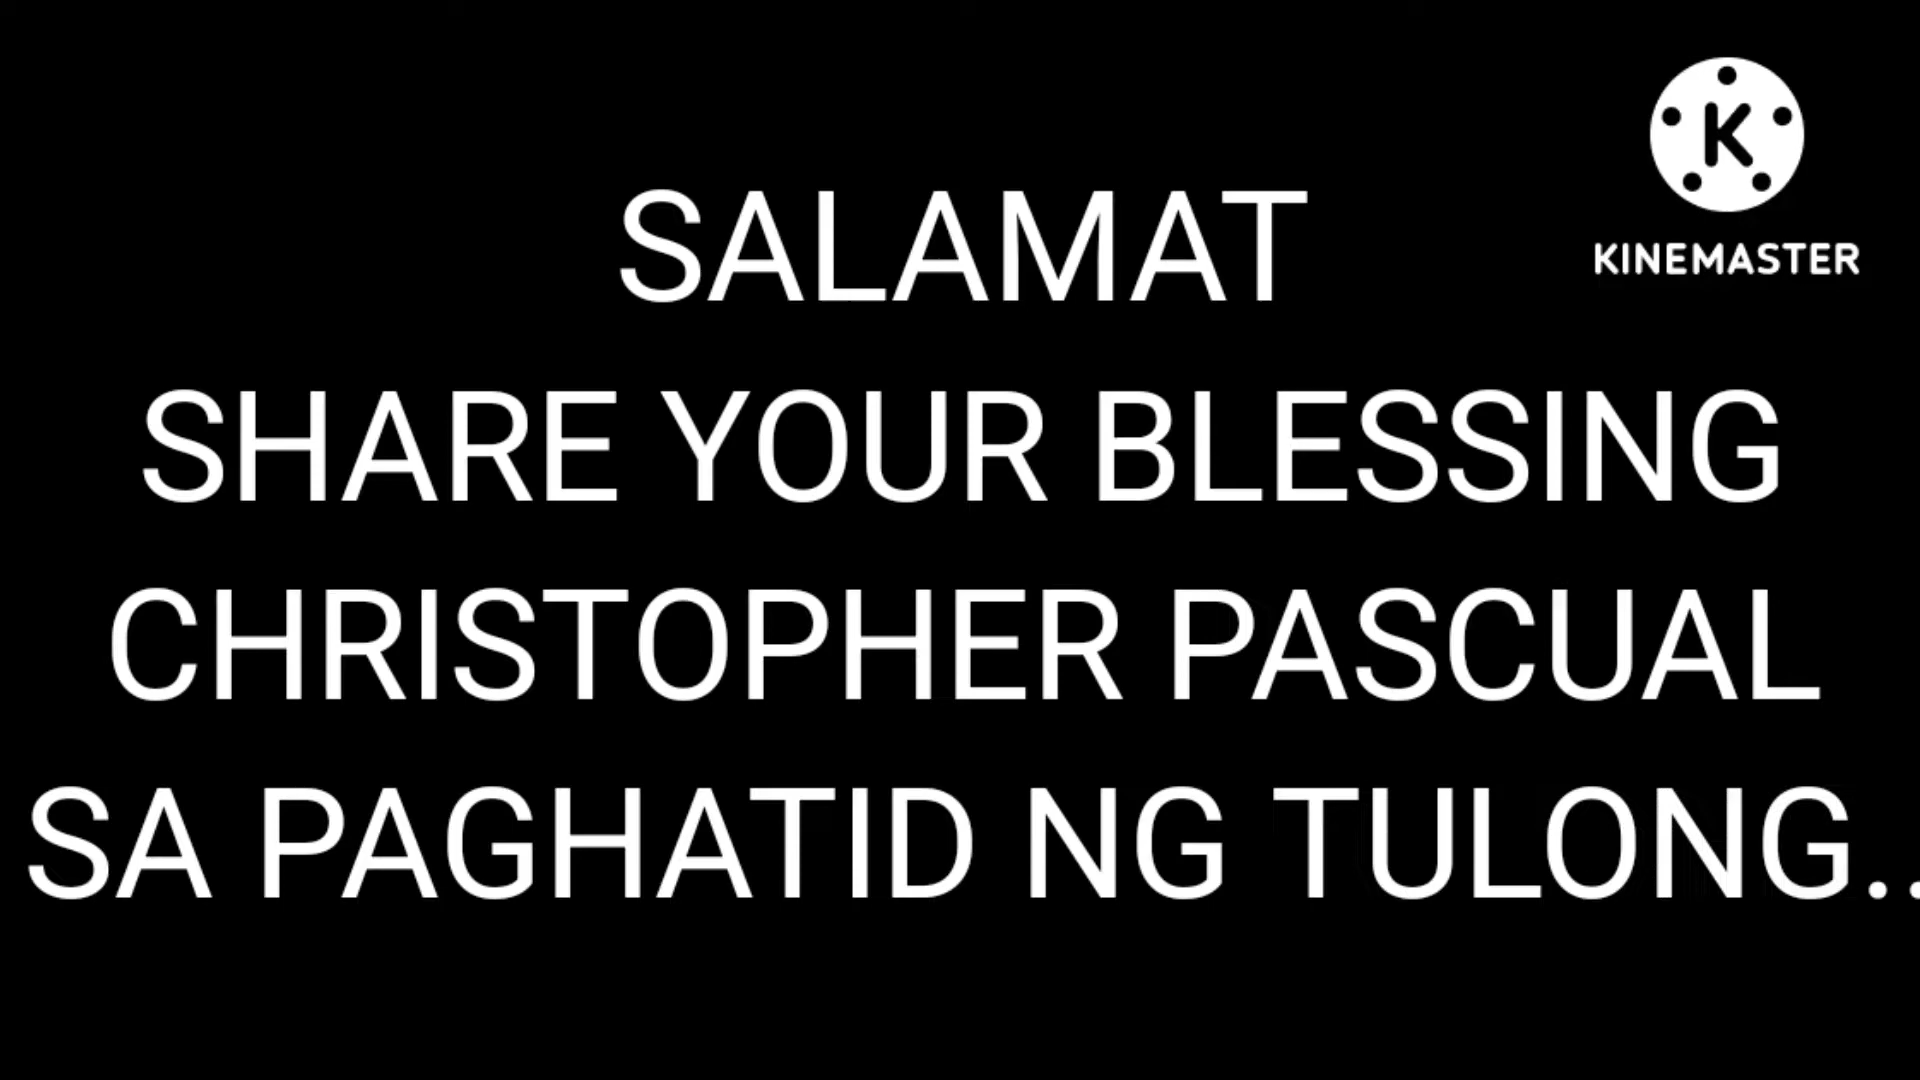 SALAMAT
SHARE YOUR BLESSING
CHRISTOPHER PASCUAL
SA PAGHATID NG TULONG..
K
KINEMASTER